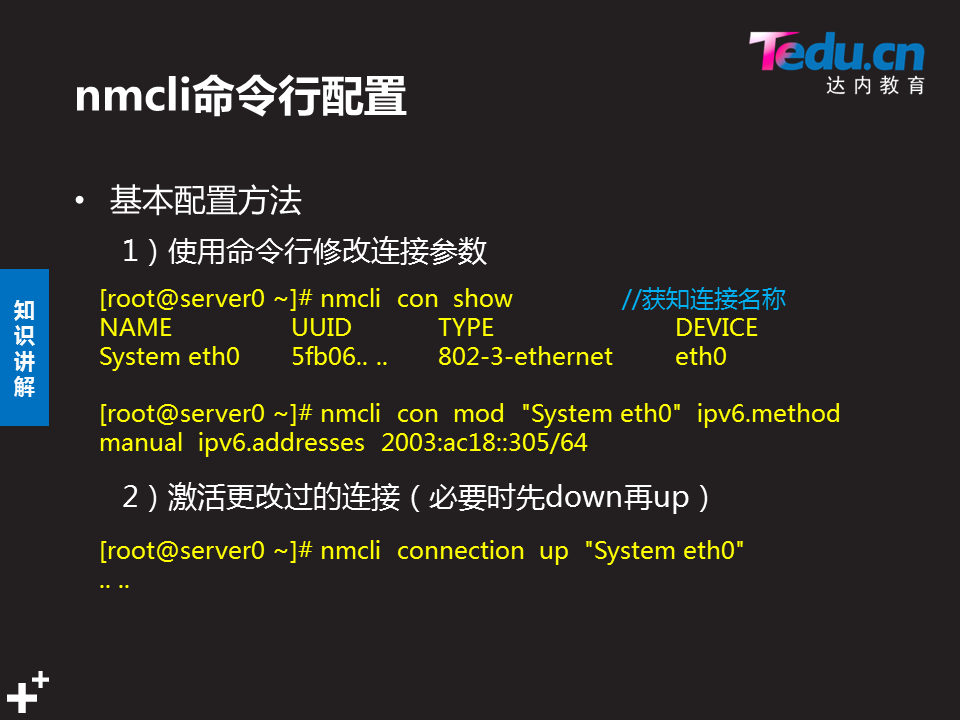 Tedu.cn
达内教育
nmcli命令行配置
• 基本配置方法
1）使用命令行修改连接参数
[root@server0 ~]# nmcli con show //获知连接名称
NAME UUID TYPE DEVICE
System eth0 5fb06.. .. 802-3-ethernet eth0
[root@server0 ~]# nmcli con mod "System eth0" ipv6.method
manual ipv6.addresses 2003:ac18::305/64
2）激活更改过的连接（必要时先down再up）
[root@server0 ~]# nmcli connection up "System eth0"
.. ..
知
识
讲
解